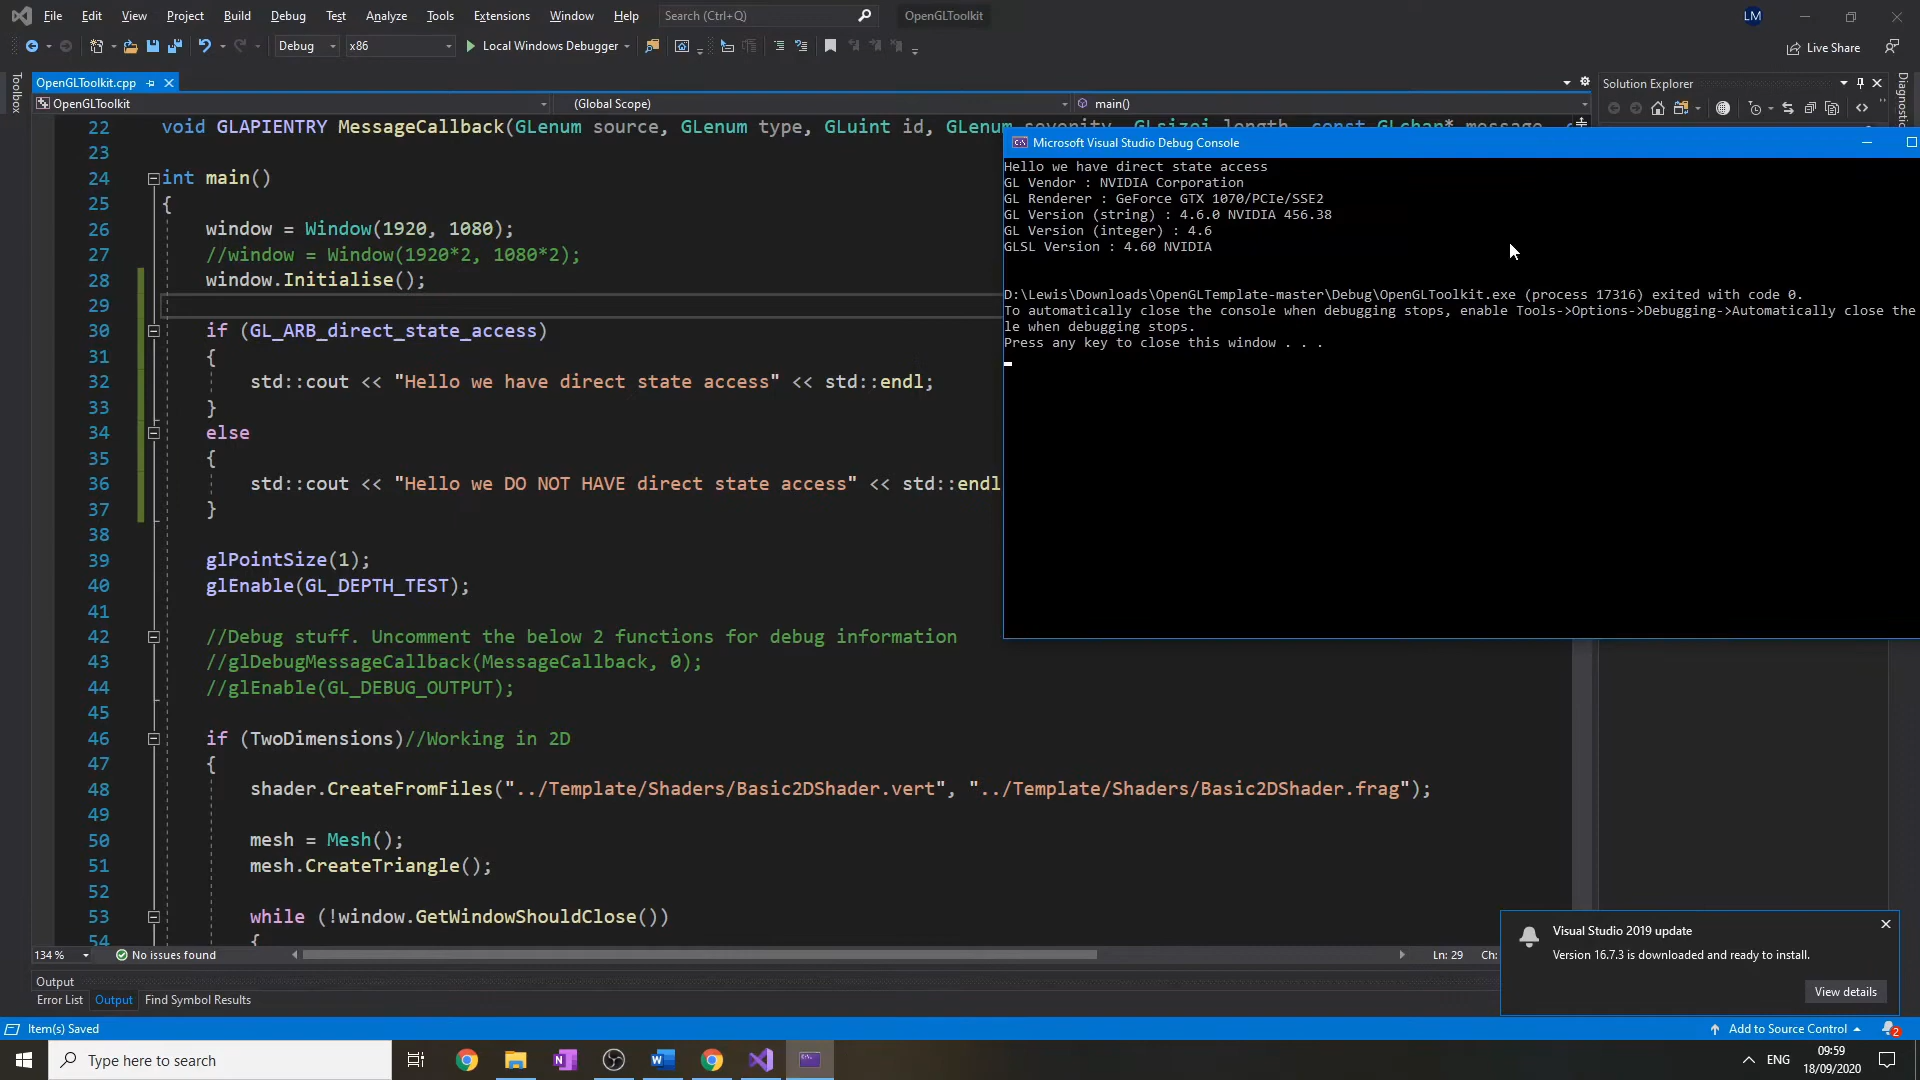 File Edit View Project Build Debug Test Analyze Tools Extensions Window Help Search (Ctrl+Q) OpenGLToolkit LM
Debug x86 Local Windows Debugger Live Share
OpenGLToolkit.cpp
Solution Explorer
Toolbox
OpenGLToolkit (Global Scope) main()
22 void GLAPIENTRY MessageCallback(GLenum source, GLenum type, GLuint id, GLenum severity, GLsizei length, const GLchar* message,
23
24 int main()
25 {
26 window = Window(1920, 1080);
27 //window = Window(1920*2, 1080*2);
28 window.Initialise();
29
30 if (GL_ARB_direct_state_access)
31 {
32 std::cout << "Hello we have direct state access" << std::endl;
33 }
34 else
35 {
36 std::cout << "Hello we DO NOT HAVE direct state access" << std::endl
37 }
38
39 glPointSize(1);
40 glEnable(GL_DEPTH_TEST);
41
42 //Debug stuff. Uncomment the below 2 functions for debug information
43 //glDebugMessageCallback(MessageCallback, 0);
44 //glEnable(GL_DEBUG_OUTPUT);
45
46 if (TwoDimensions)//Working in 2D
47 {
48 shader.CreateFromFiles("../Template/Shaders/Basic2DShader.vert", "../Template/Shaders/Basic2DShader.frag");
49
50 mesh = Mesh();
51 mesh.CreateTriangle();
52
53 while (!window.GetWindowShouldClose())
54 {
Microsoft Visual Studio Debug Console
Hello we have direct state access
GL Vendor : NVIDIA Corporation
GL Renderer : GeForce GTX 1070/PCIe/SSE2
GL Version (string) : 4.6.0 NVIDIA 456.38
GL Version (integer) : 4.6
GLSL Version : 4.60 NVIDIA
D:\Lewis\Downloads\OpenGLTemplate-master\Debug\OpenGLToolkit.exe (process 17316) exited with code 0.
To automatically close the console when debugging stops, enable Tools->Options->Debugging->Automatically close the
le when debugging stops.
Press any key to close this window . . .
Visual Studio 2019 update
Version 16.7.3 is downloaded and ready to install.
View details
134 % No issues found Ln: 29 Ch:
Output
Error List Output Find Symbol Results
Item(s) Saved Add to Source Control 2
Type here to search ENG 09:59
18/09/2020